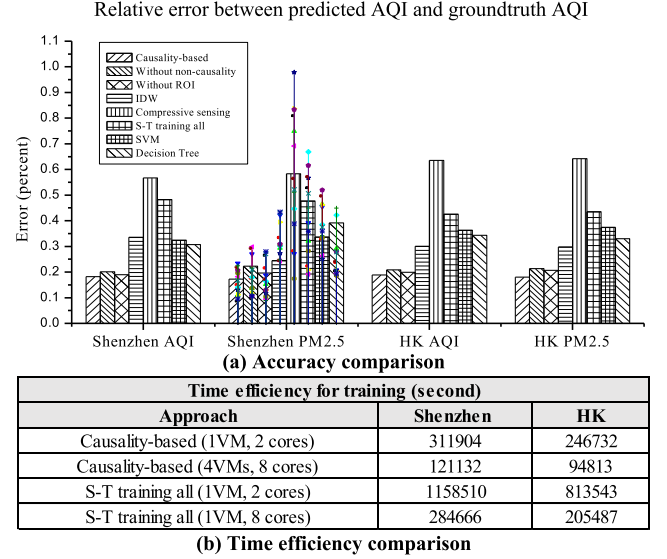 Relative error between predicted AQI and groundtruth AQI
1.1
1.0
0.9
0.8
0.7
0.6
0.5
0.4
0.3
0.2
0.1
0.0
Error (percent)
Causality-based
Without non-causality
Without ROI
IDW
Compressive sensing
S-T training all
SVM
Decision Tree
Shenzhen AQI Shenzhen PM2.5 HK AQI HK PM2.5
(a) Accuracy comparison
Time efficiency for training (second)
Approach Shenzhen HK
Causality-based (1VM, 2 cores) 311904 246732
Causality-based (4VMs, 8 cores) 121132 94813
S-T training all (1VM, 2 cores) 1158510 813543
S-T training all (1VM, 8 cores) 284666 205487
(b) Time efficiency comparison